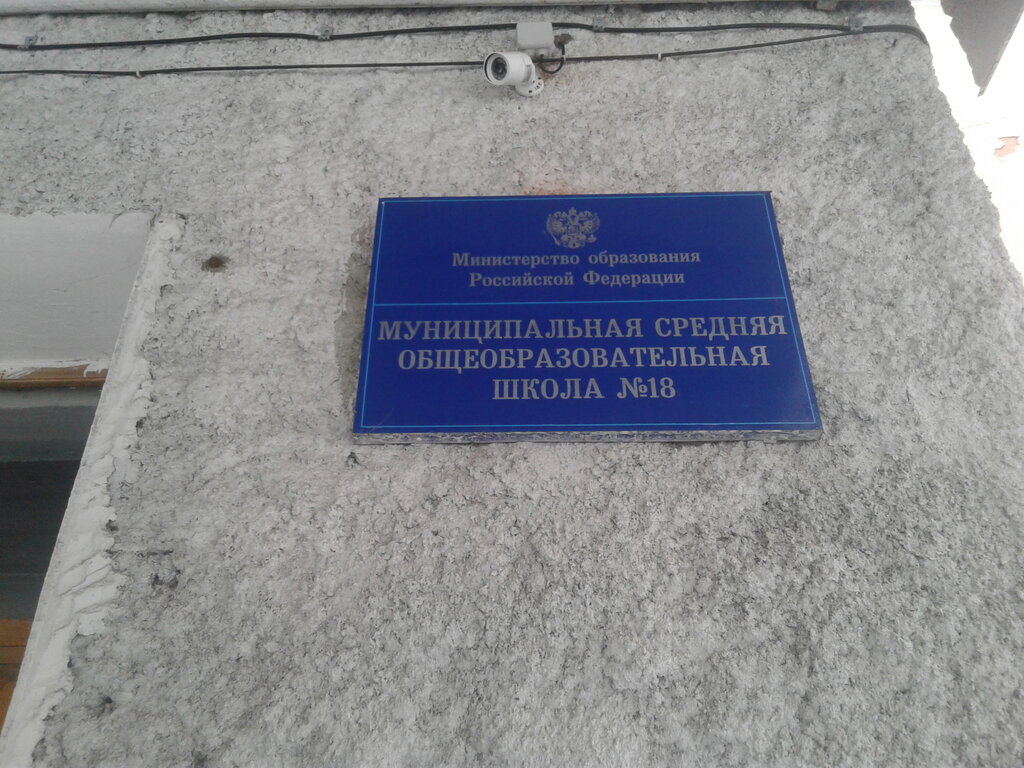 Министерство образования
Российской Федерации
МУНИЦИПАЛЬНАЯ СРЕДНЯЯ
ОБЩЕОБРАЗОВАТЕЛЬНАЯ
ШКОЛА №18